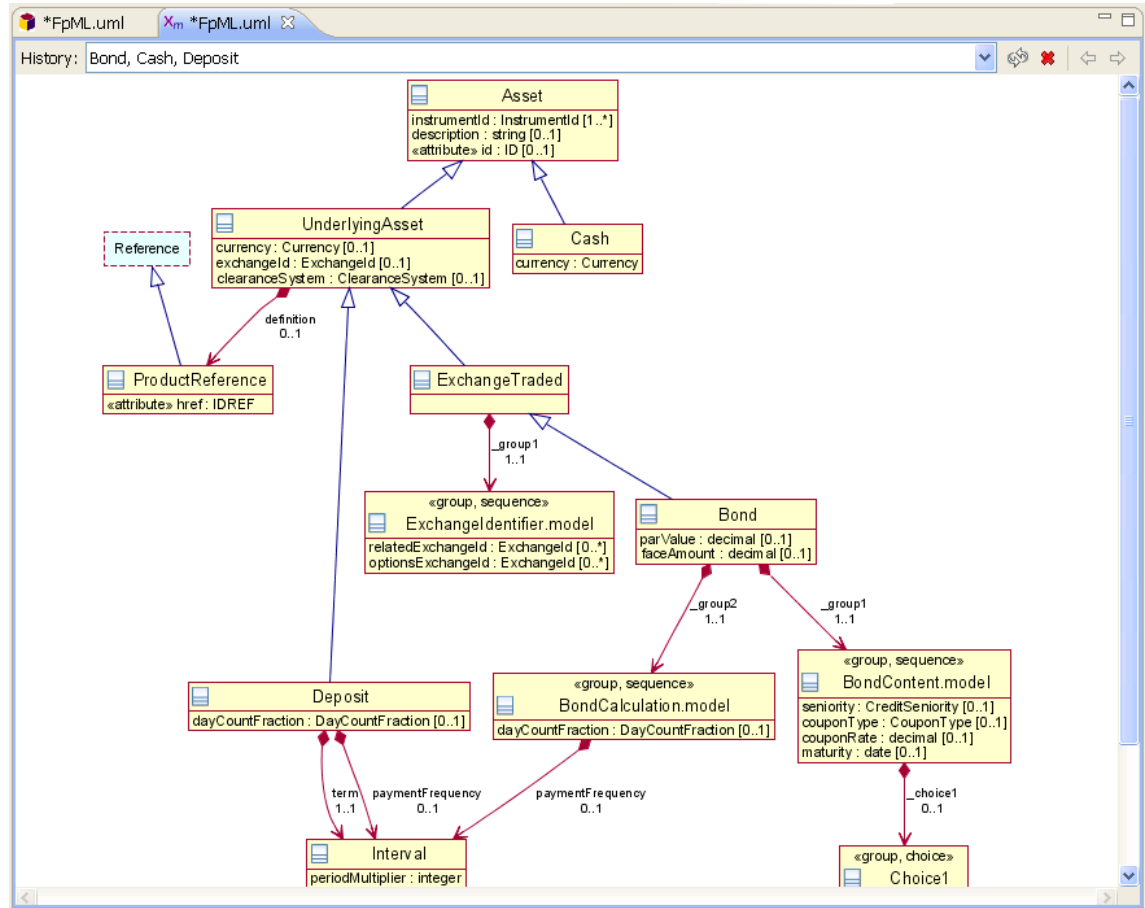 *FpML.uml
Xm *FpML.uml
History: Bond, Cash, Deposit
Asset
instrumentId : InstrumentId [1..*]
description : string [0..1]
«attribute» id : ID [0..1]
UnderlyingAsset
currency : Currency [0..1]
exchangeId : ExchangeId [0..1]
clearanceSystem : ClearanceSystem [0..1]
Cash
currency : Currency
Reference
definition
0..1
ProductReference
«attribute» href : IDREF
ExchangeTraded
_group1
1..1
«group, sequence»
ExchangeIdentifier.model
relatedExchangeId : ExchangeId [0..*]
optionsExchangeId : ExchangeId [0..*]
Bond
parValue : decimal [0..1]
faceAmount : decimal [0..1]
_group2
1..1
_group1
1..1
Deposit
dayCountFraction : DayCountFraction [0..1]
«group, sequence»
BondCalculation.model
dayCountFraction : DayCountFraction [0..1]
«group, sequence»
BondContent.model
seniority : CreditSeniority [0..1]
couponType : CouponType [0..1]
couponRate : decimal [0..1]
maturity : date [0..1]
term
1..1
paymentFrequency
0..1
paymentFrequency
0..1
_choice1
0..1
Interval
periodMultiplier : integer
«group, choice»
Choice1